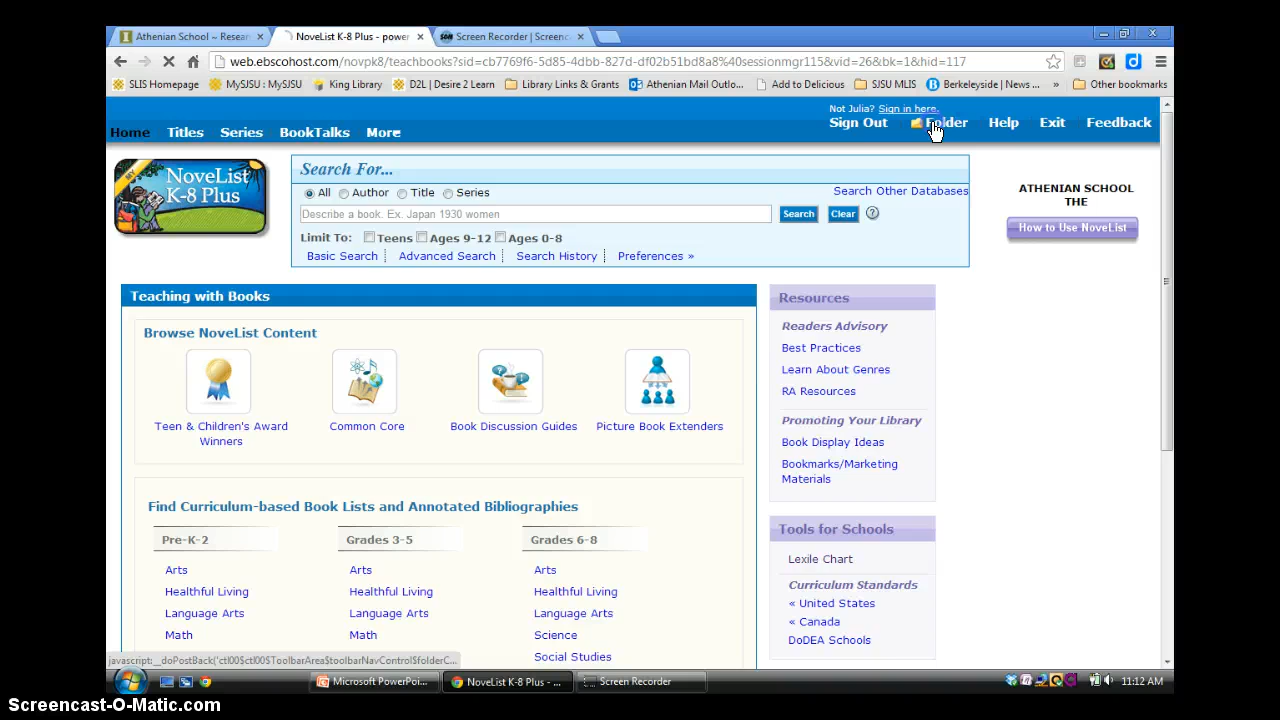 Athenian School ~ Resear
NoveList K-8 Plus - power
Screen Recorder | Screenca
web.ebscohost.com/novpk8/teachbooks?sid=cb7769f6-5d85-4dbb-827d-df02b51bd8a8%40sessionmgr115&vid=26&bk=1&hid=117
SLIS Homepage
MySJSU : MySJSU
King Library
D2L | Desire 2 Learn
Library Links & Grants
Athenian Mail Outlo...
Add to Delicious
SJSU MLIS
Berkeleyside | News ...
»
Other bookmarks
Not Julia? Sign in here.
Sign Out
Folder
Help
Exit
Feedback
Home
Titles
Series
BookTalks
More
MY
NoveList
K-8 Plus
Search For...
All
Author
Title
Series
Search Other Databases
Describe a book. Ex. Japan 1930 women
Search
Clear
?
Limit To:
Teens
Ages 9-12
Ages 0-8
Basic Search
Advanced Search
Search History
Preferences »
ATHENIAN SCHOOL
THE
How to Use NoveList
Teaching with Books
Browse NoveList Content
Teen & Children's Award
Winners
Common Core
Book Discussion Guides
Picture Book Extenders
Find Curriculum-based Book Lists and Annotated Bibliographies
Pre-K-2
Grades 3-5
Grades 6-8
Arts
Arts
Arts
Healthful Living
Healthful Living
Healthful Living
Language Arts
Language Arts
Language Arts
Math
Math
Science
Social Studies
Resources
Readers Advisory
Best Practices
Learn About Genres
RA Resources
Promoting Your Library
Book Display Ideas
Bookmarks/Marketing
Materials
Tools for Schools
Lexile Chart
Curriculum Standards
« United States
« Canada
DoDEA Schools
javascript:__doPostBack('ctl00$ctl00$ToolbarArea$toolbarNavControl$folderC...
Microsoft PowerPoi...
NoveList K-8 Plus - ...
Screen Recorder
11:12 AM
Screencast-O-Matic.com